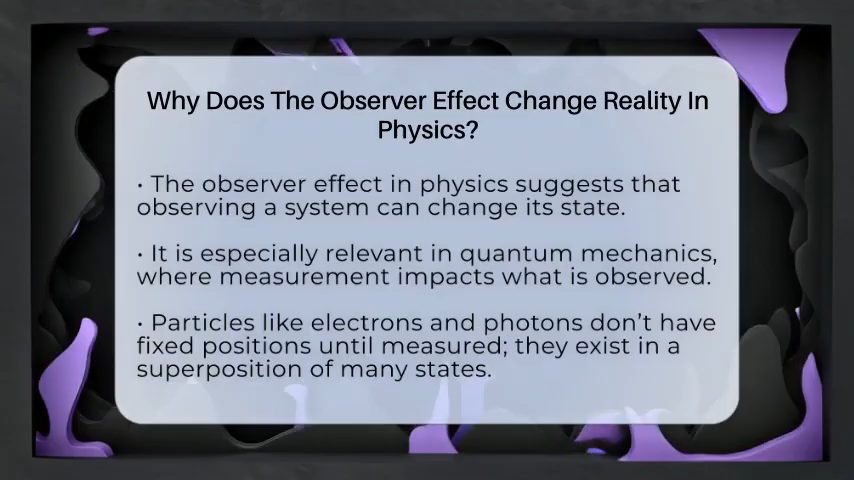 Why Does The Observer Effect Change Reality In
Physics?
• The observer effect in physics suggests that
observing a system can change its state.
• It is especially relevant in quantum mechanics,
where measurement impacts what is observed.
• Particles like electrons and photons don’t have
fixed positions until measured; they exist in a
superposition of many states.